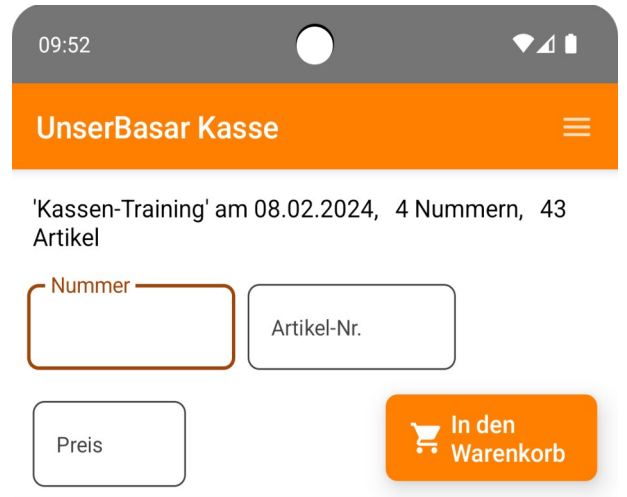 09:52
UnserBasar Kasse
'Kassen-Training' am 08.02.2024, 4 Nummern, 43
Artikel
Nummer
Artikel-Nr.
Preis
In den
Warenkorb